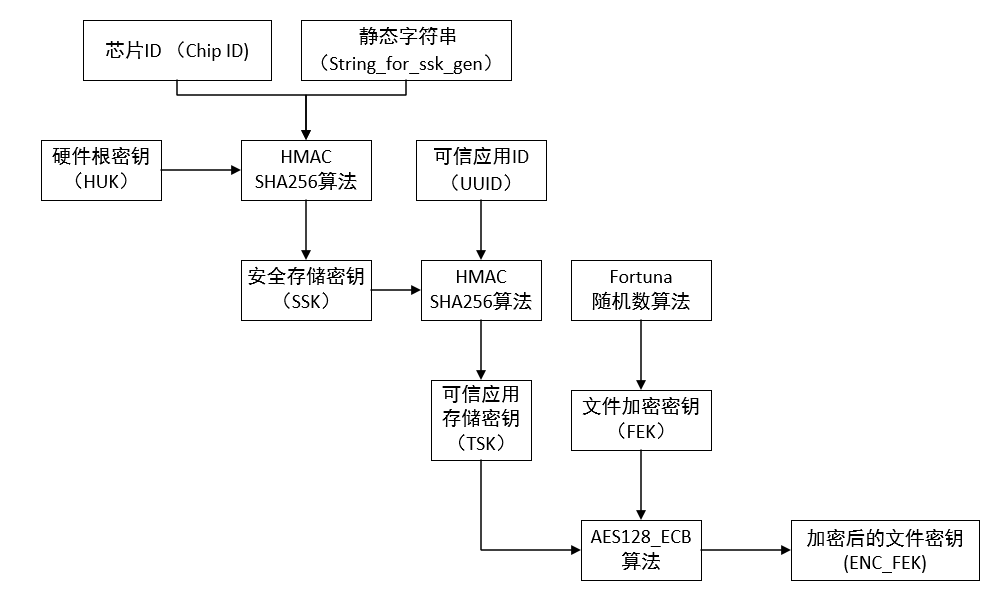 芯片ID （Chip ID)
静态字符串
（String_for_ssk_gen）
硬件根密钥
（HUK）
HMAC
SHA256算法
可信应用ID
（UUID）
安全存储密钥
（SSK）
HMAC
SHA256算法
Fortuna
随机数算法
可信应用
存储密钥
（TSK）
文件加密密钥
（FEK）
AES128_ECB
算法
加密后的文件密钥
(ENC_FEK)